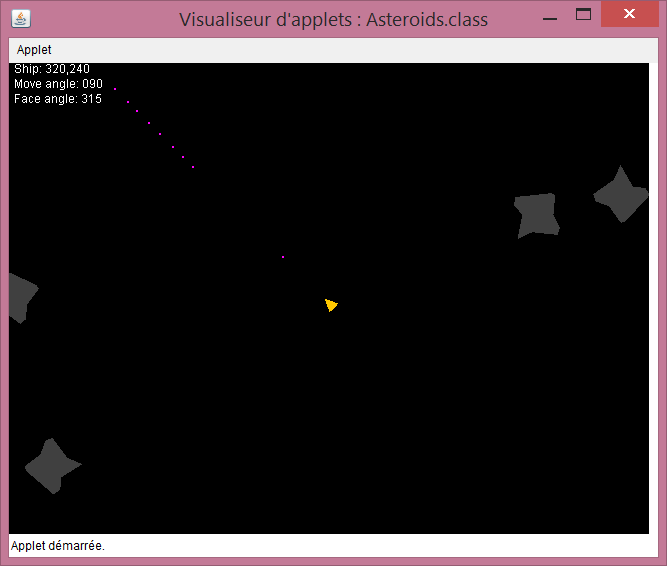 Visualiseur d'applets : Asteroids.class
Applet
Ship: 320,240
Move angle: 090
Face angle: 315
Applet démarrée.